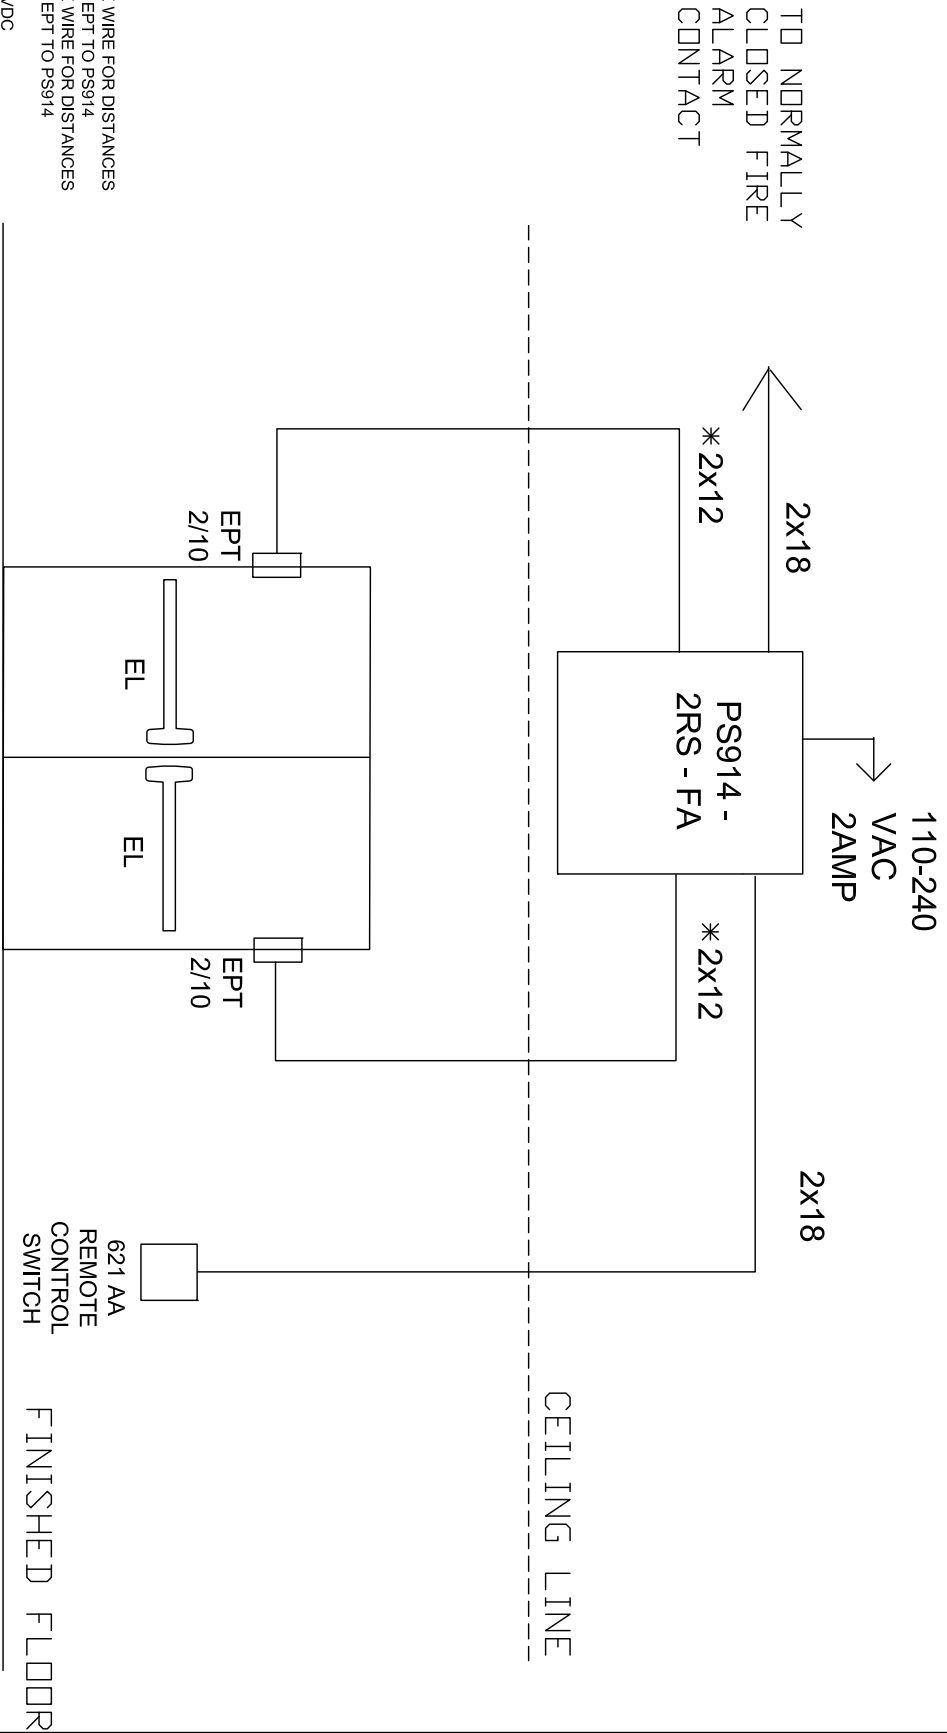 110-240
VAC
2AMP
TO NORMALLY
CLOSED FIRE
ALARM
CONTACT
2x18
2x18
*2x12
PS914 -
2RS - FA
*2x12
CEILING LINE
EPT
2/10
EPT
2/10
EL
EL
621 AA
REMOTE
CONTROL
SWITCH
WIRE FOR DISTANCES
EPT TO PS914
WIRE FOR DISTANCES
EPT TO PS914
VDC
FINISHED FLOOR